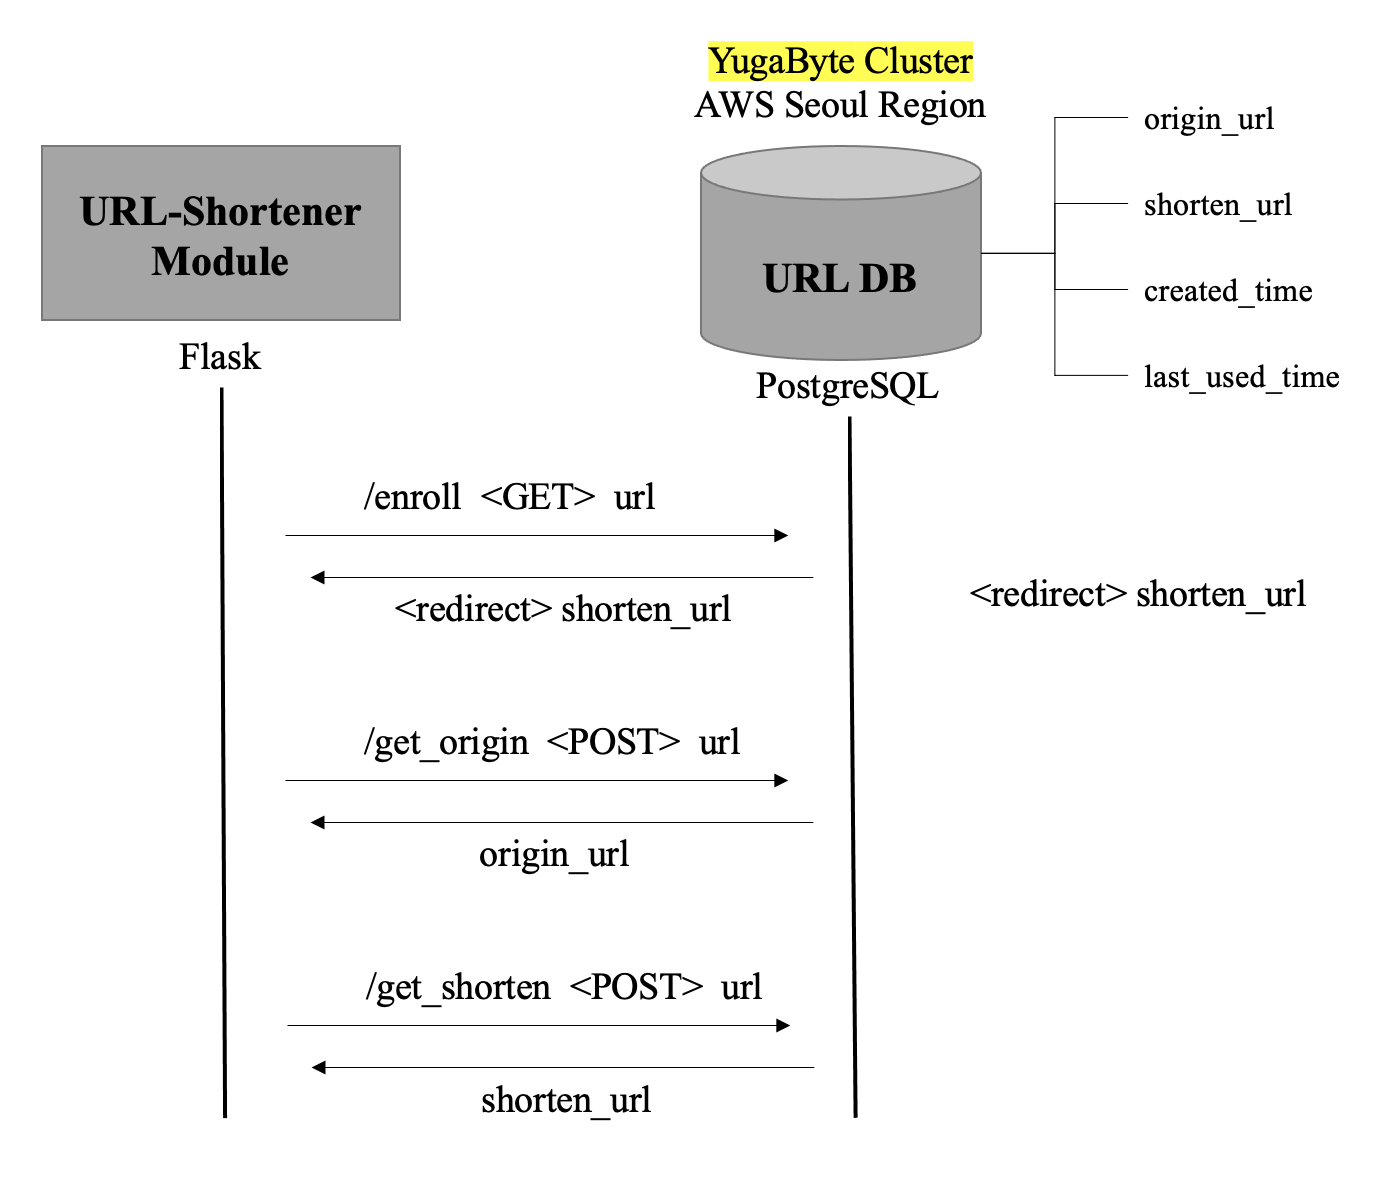 YugaByte Cluster
AWS Seoul Region
origin_url
shorten_url
created_time
last_used_time
URL-Shortener
Module
URL DB
Flask
PostgreSQL
/enroll <GET> url
<redirect> shorten_url
<redirect> shorten_url
/get_origin <POST> url
origin_url
/get_shorten <POST> url
shorten_url